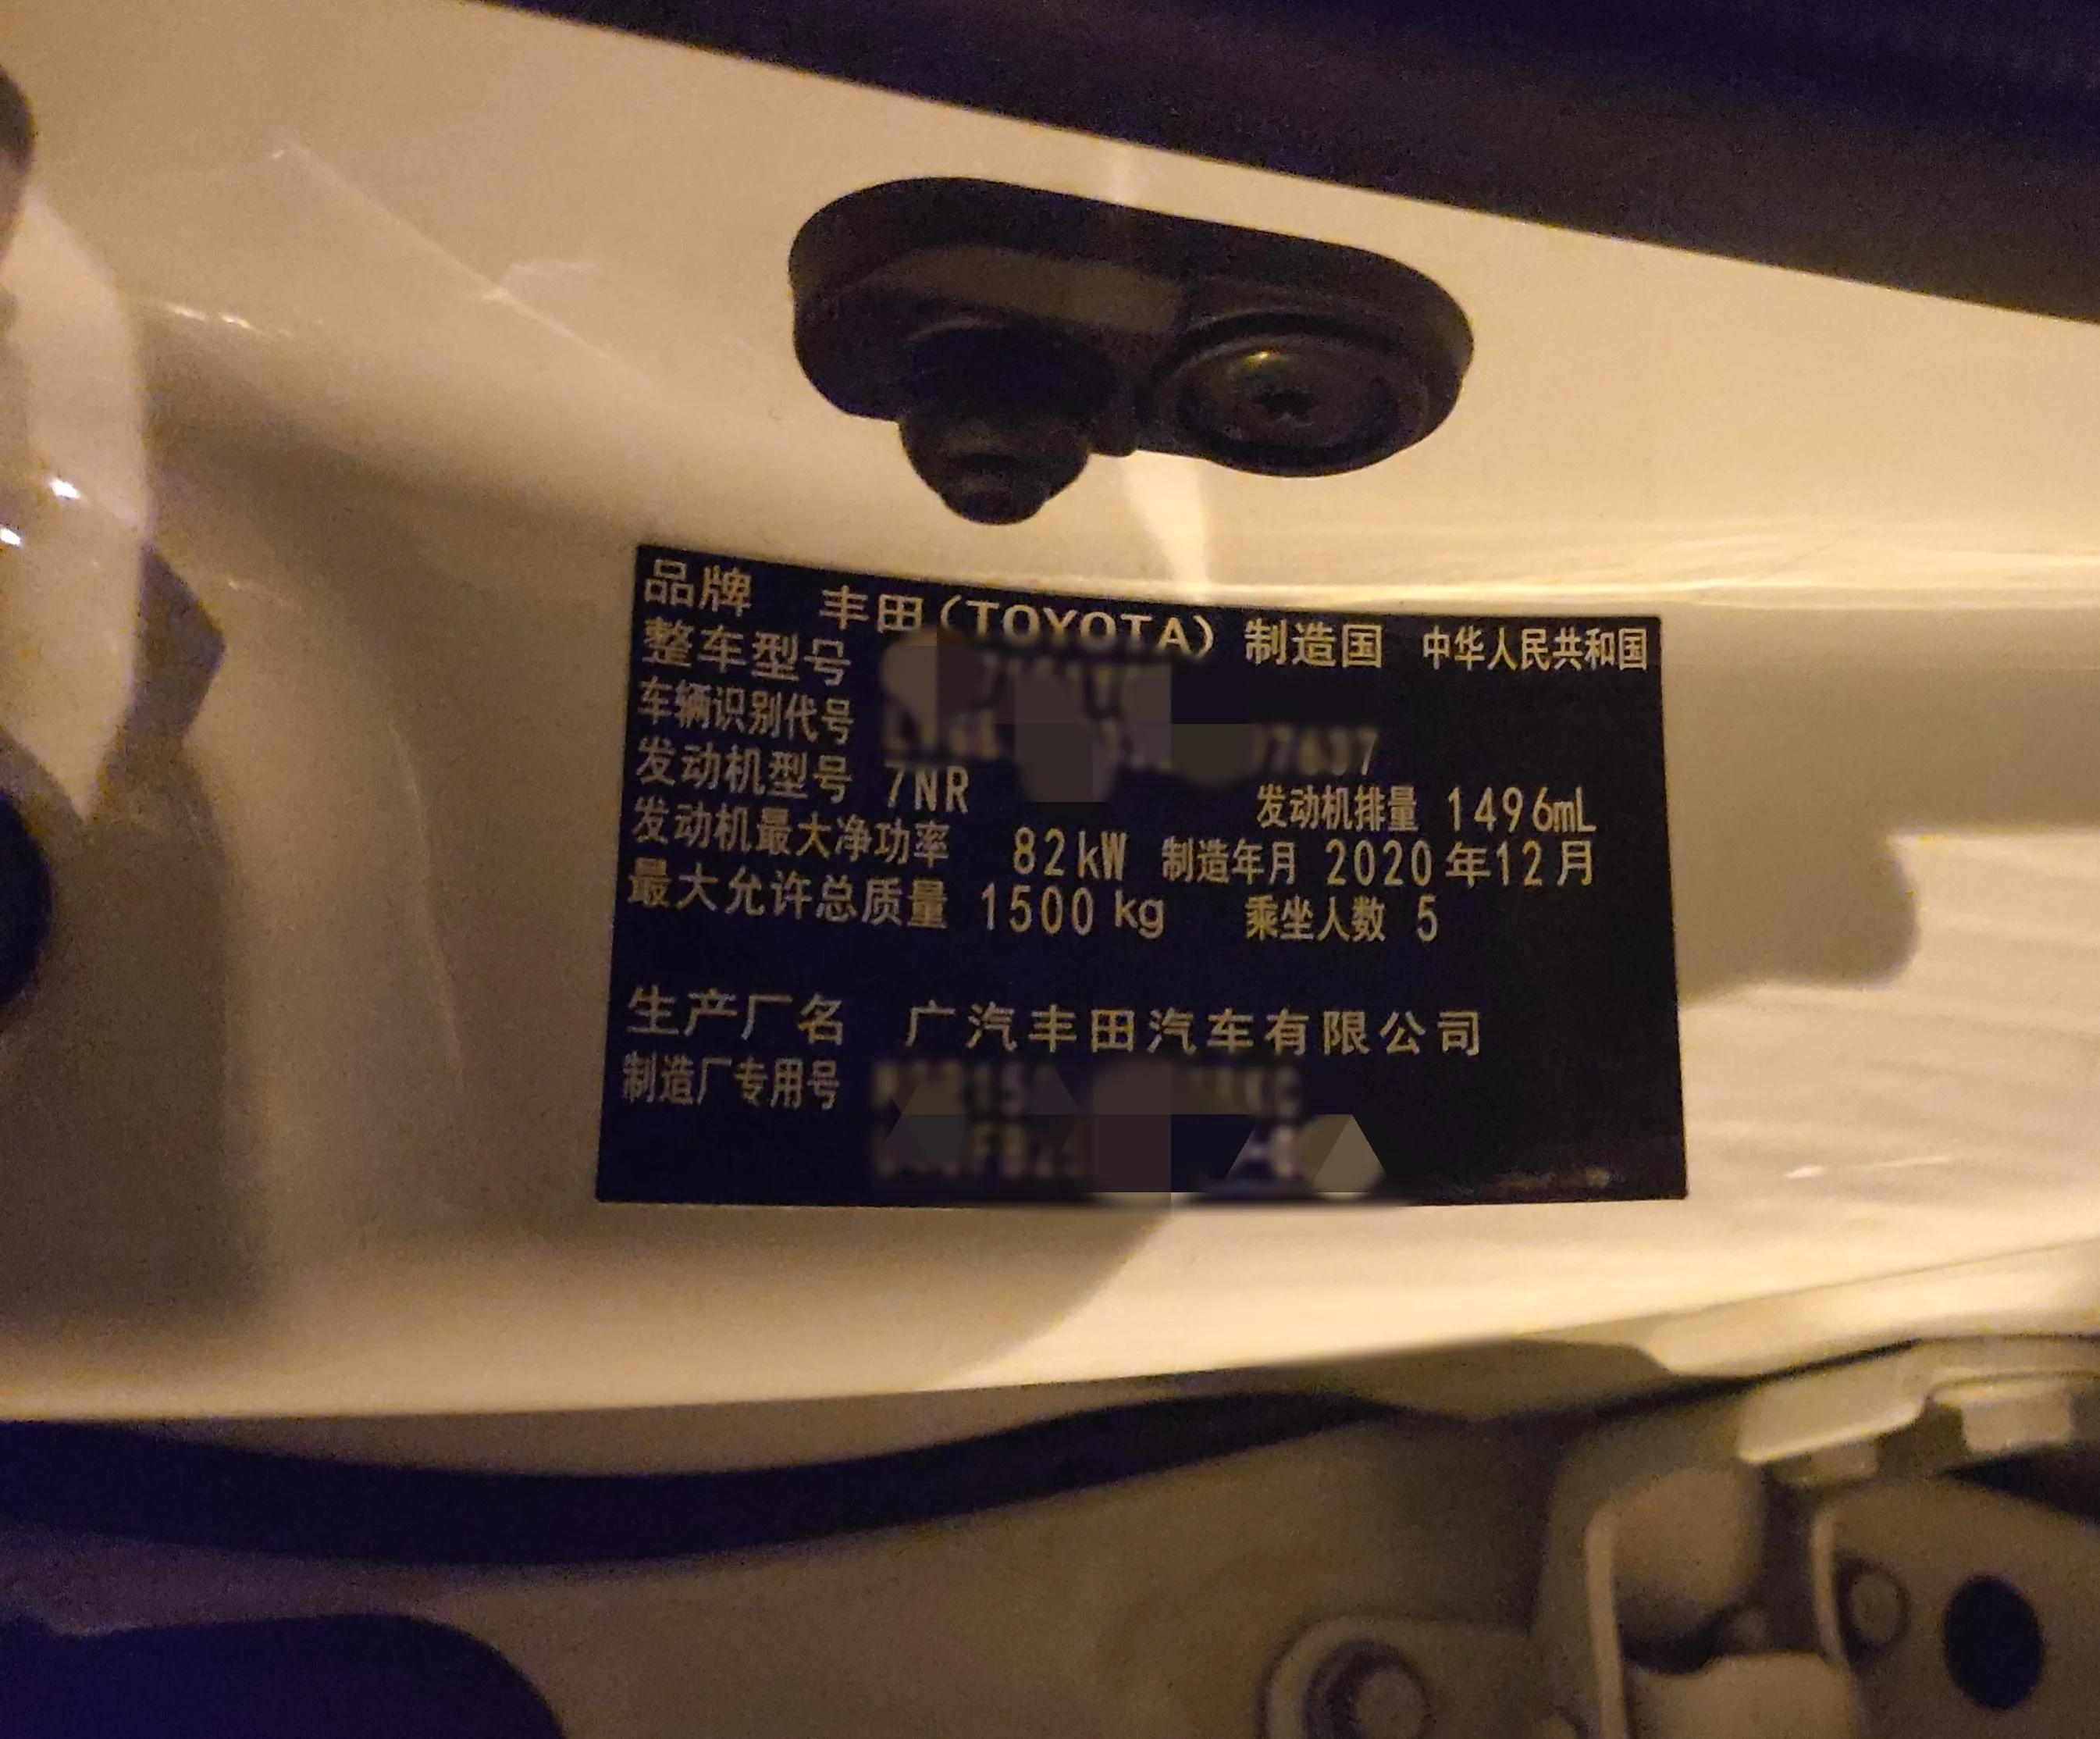 品牌 丰田(TOYOTA) 制造国 中华人民共和国
整车型号
车辆识别代号
发动机型号 7NR 发动机排量 1496mL
发动机最大净功率 82kW 制造年月 2020年12月
最大允许总质量 1500kg 乘坐人数 5
生产厂名 广汽丰田汽车有限公司
制造厂专用号